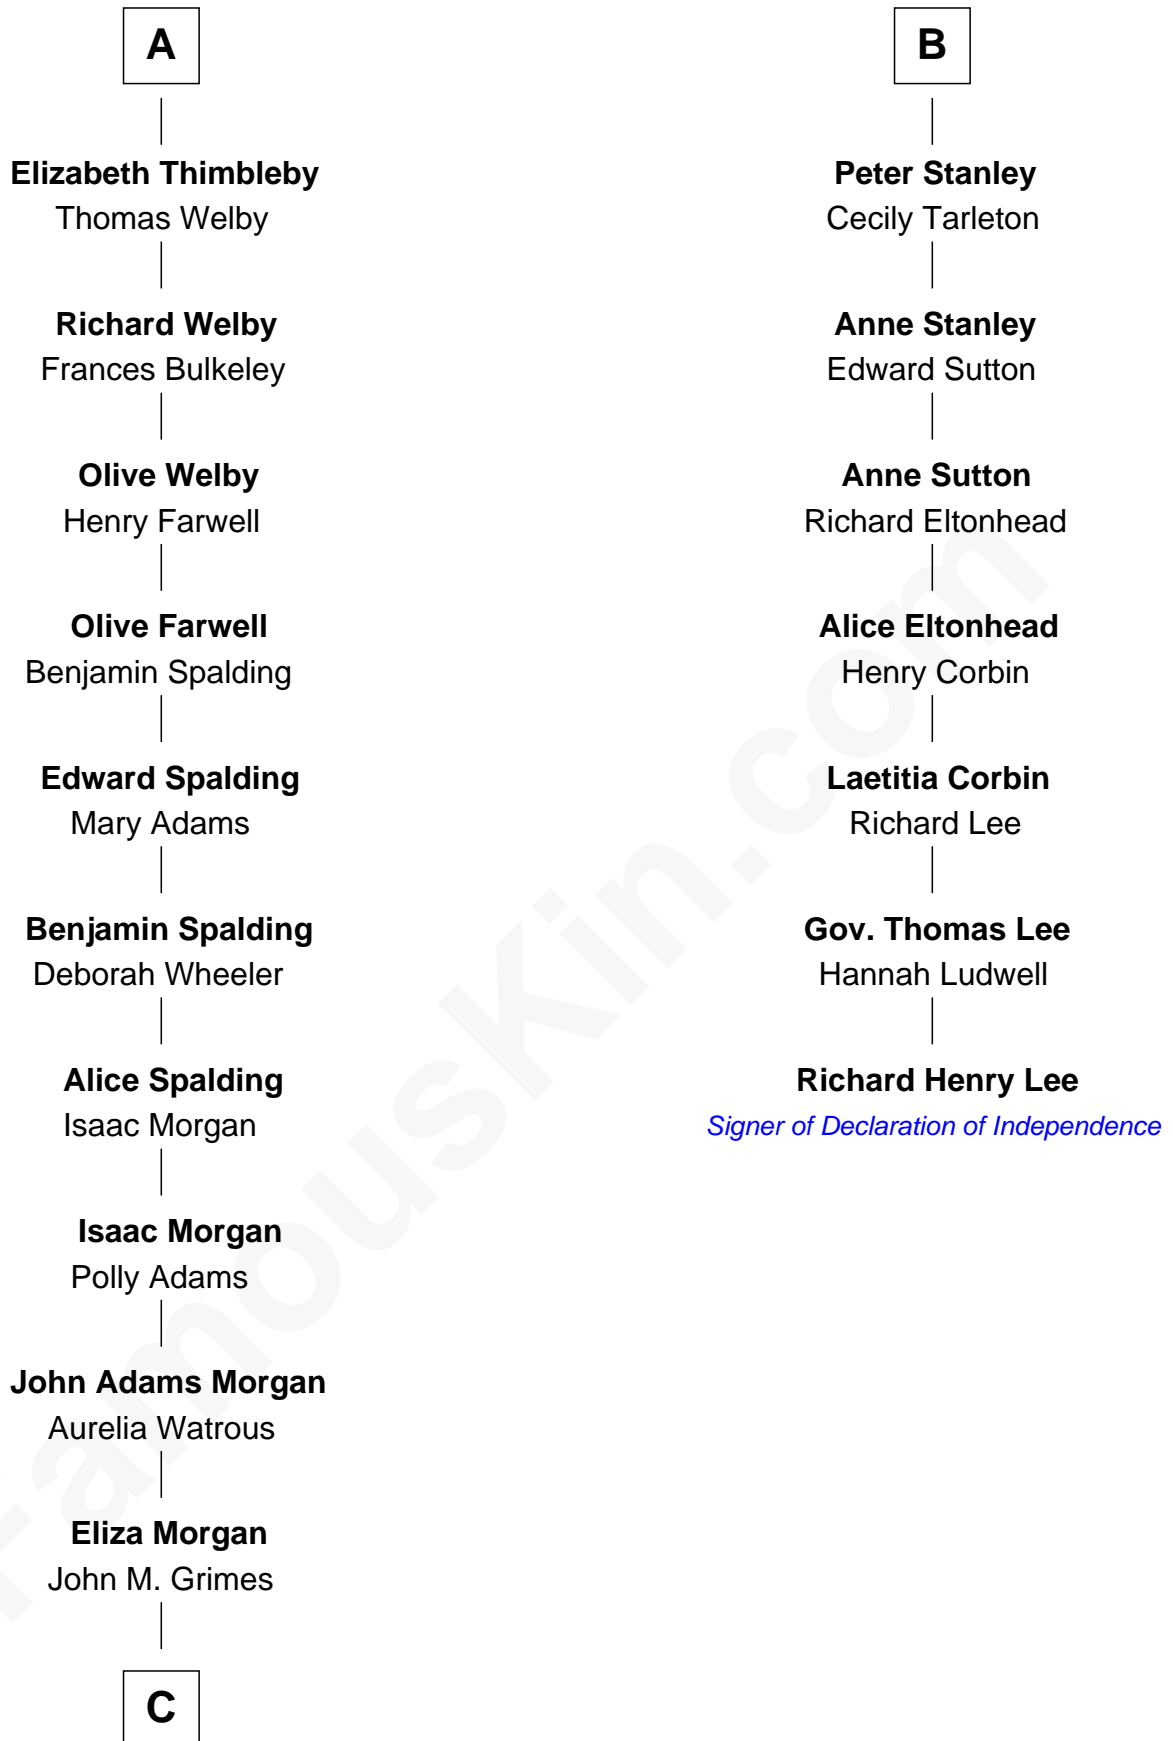 A
Elizabeth Thimbleby
Thomas Welby
Richard Welby
Frances Bulkeley
Olive Welby
Henry Farwell
Olive Farwell
Benjamin Spalding
Edward Spalding
Mary Adams
Benjamin Spalding
Deborah Wheeler
Alice Spalding
Isaac Morgan
Isaac Morgan
Polly Adams
John Adams Morgan
Aurelia Watrous
Eliza Morgan
John M. Grimes
C
B
Peter Stanley
Cecily Tarleton
Anne Stanley
Edward Sutton
Anne Sutton
Richard Eltonhead
Alice Eltonhead
Henry Corbin
Laetitia Corbin
Richard Lee
Gov. Thomas Lee
Hannah Ludwell
Richard Henry Lee
Signer of Declaration of Independence
FamousKin.com